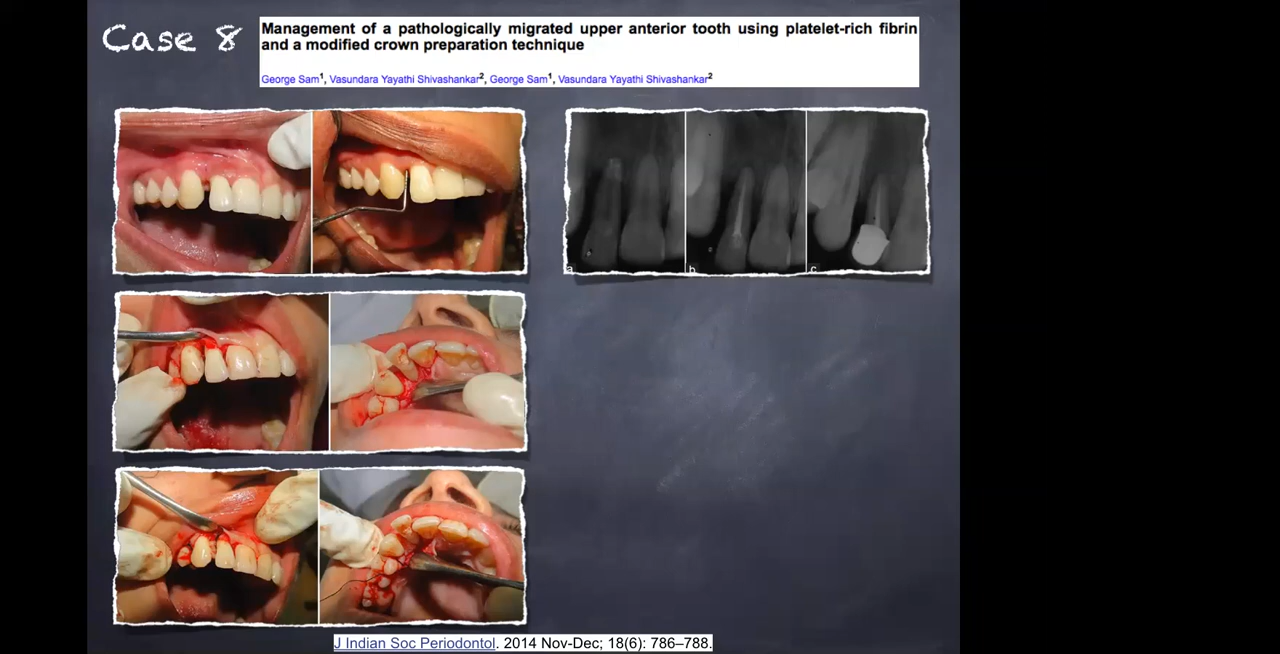 Case 8
Management of a pathologically migrated upper anterior tooth using platelet-rich fibrin
and a modified crown preparation technique
George Sam1, Vasundara Yayathi Shivashankar2, George Sam1, Vasundara Yayathi Shivashankar2
a b c
J Indian Soc Periodontol. 2014 Nov-Dec; 18(6): 786–788.